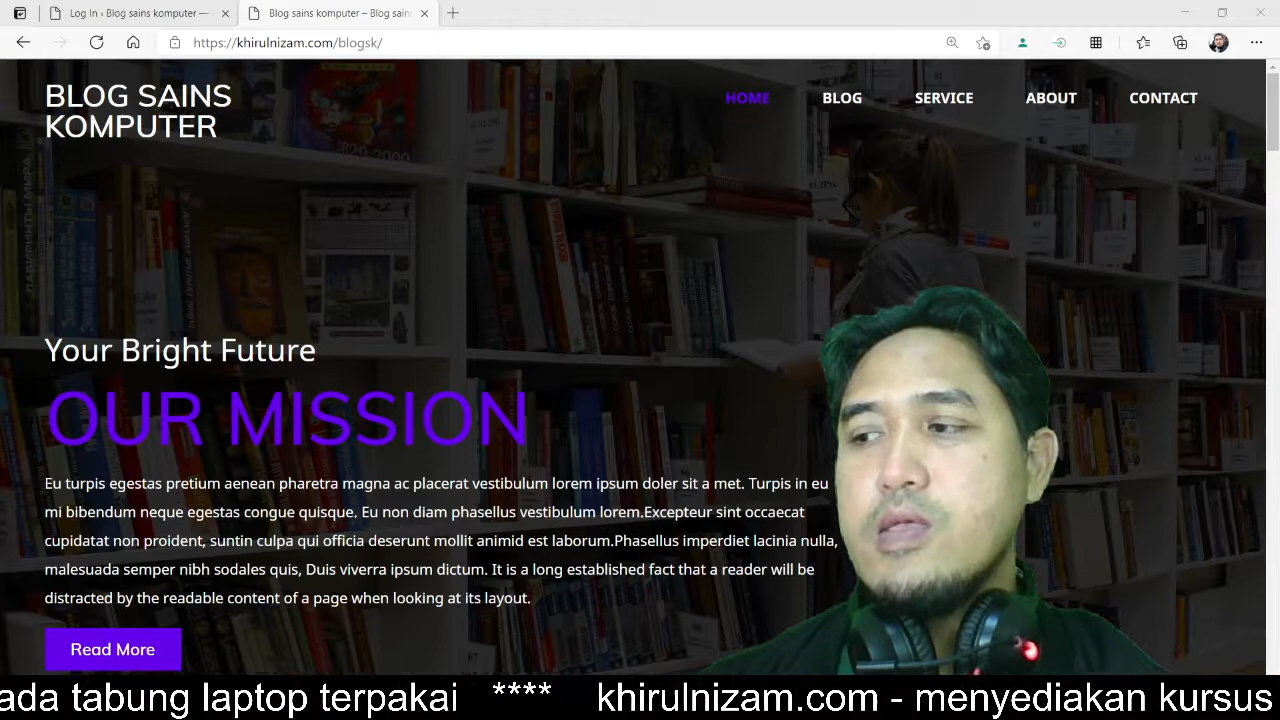 Log In ‹ Blog sains komputer —
Blog sains komputer – Blog sains
https://khirulnizam.com/blogsk/
BLOG SAINS
KOMPUTER
HOME
BLOG
SERVICE
ABOUT
CONTACT
Your Bright Future
OUR MISSION
Eu turpis egestas pretium aenean pharetra magna ac placerat vestibulum lorem ipsum doler sit a met. Turpis in eu
mi bibendum neque egestas congue quisque. Eu non diam phasellus vestibulum lorem.Excepteur sint occaecat
cupidatat non proident, suntin culpa qui officia deserunt mollit animid est laborum.Phasellus imperdiet lacinia nulla,
malesuada semper nibh sodales quis, Duis viverra ipsum dictum. It is a long established fact that a reader will be
distracted by the readable content of a page when looking at its layout.
Read More
ada tabung laptop terpakai **** khirulnizam.com - menyediakan kursus